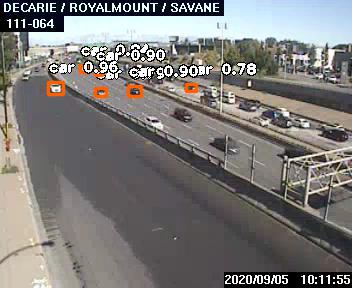 DECARIE / ROYALMOUNT / SAVANE
111-064
car 0.90
car 0.96 car 0.90 car 0.78
2020/09/05 10:11:55